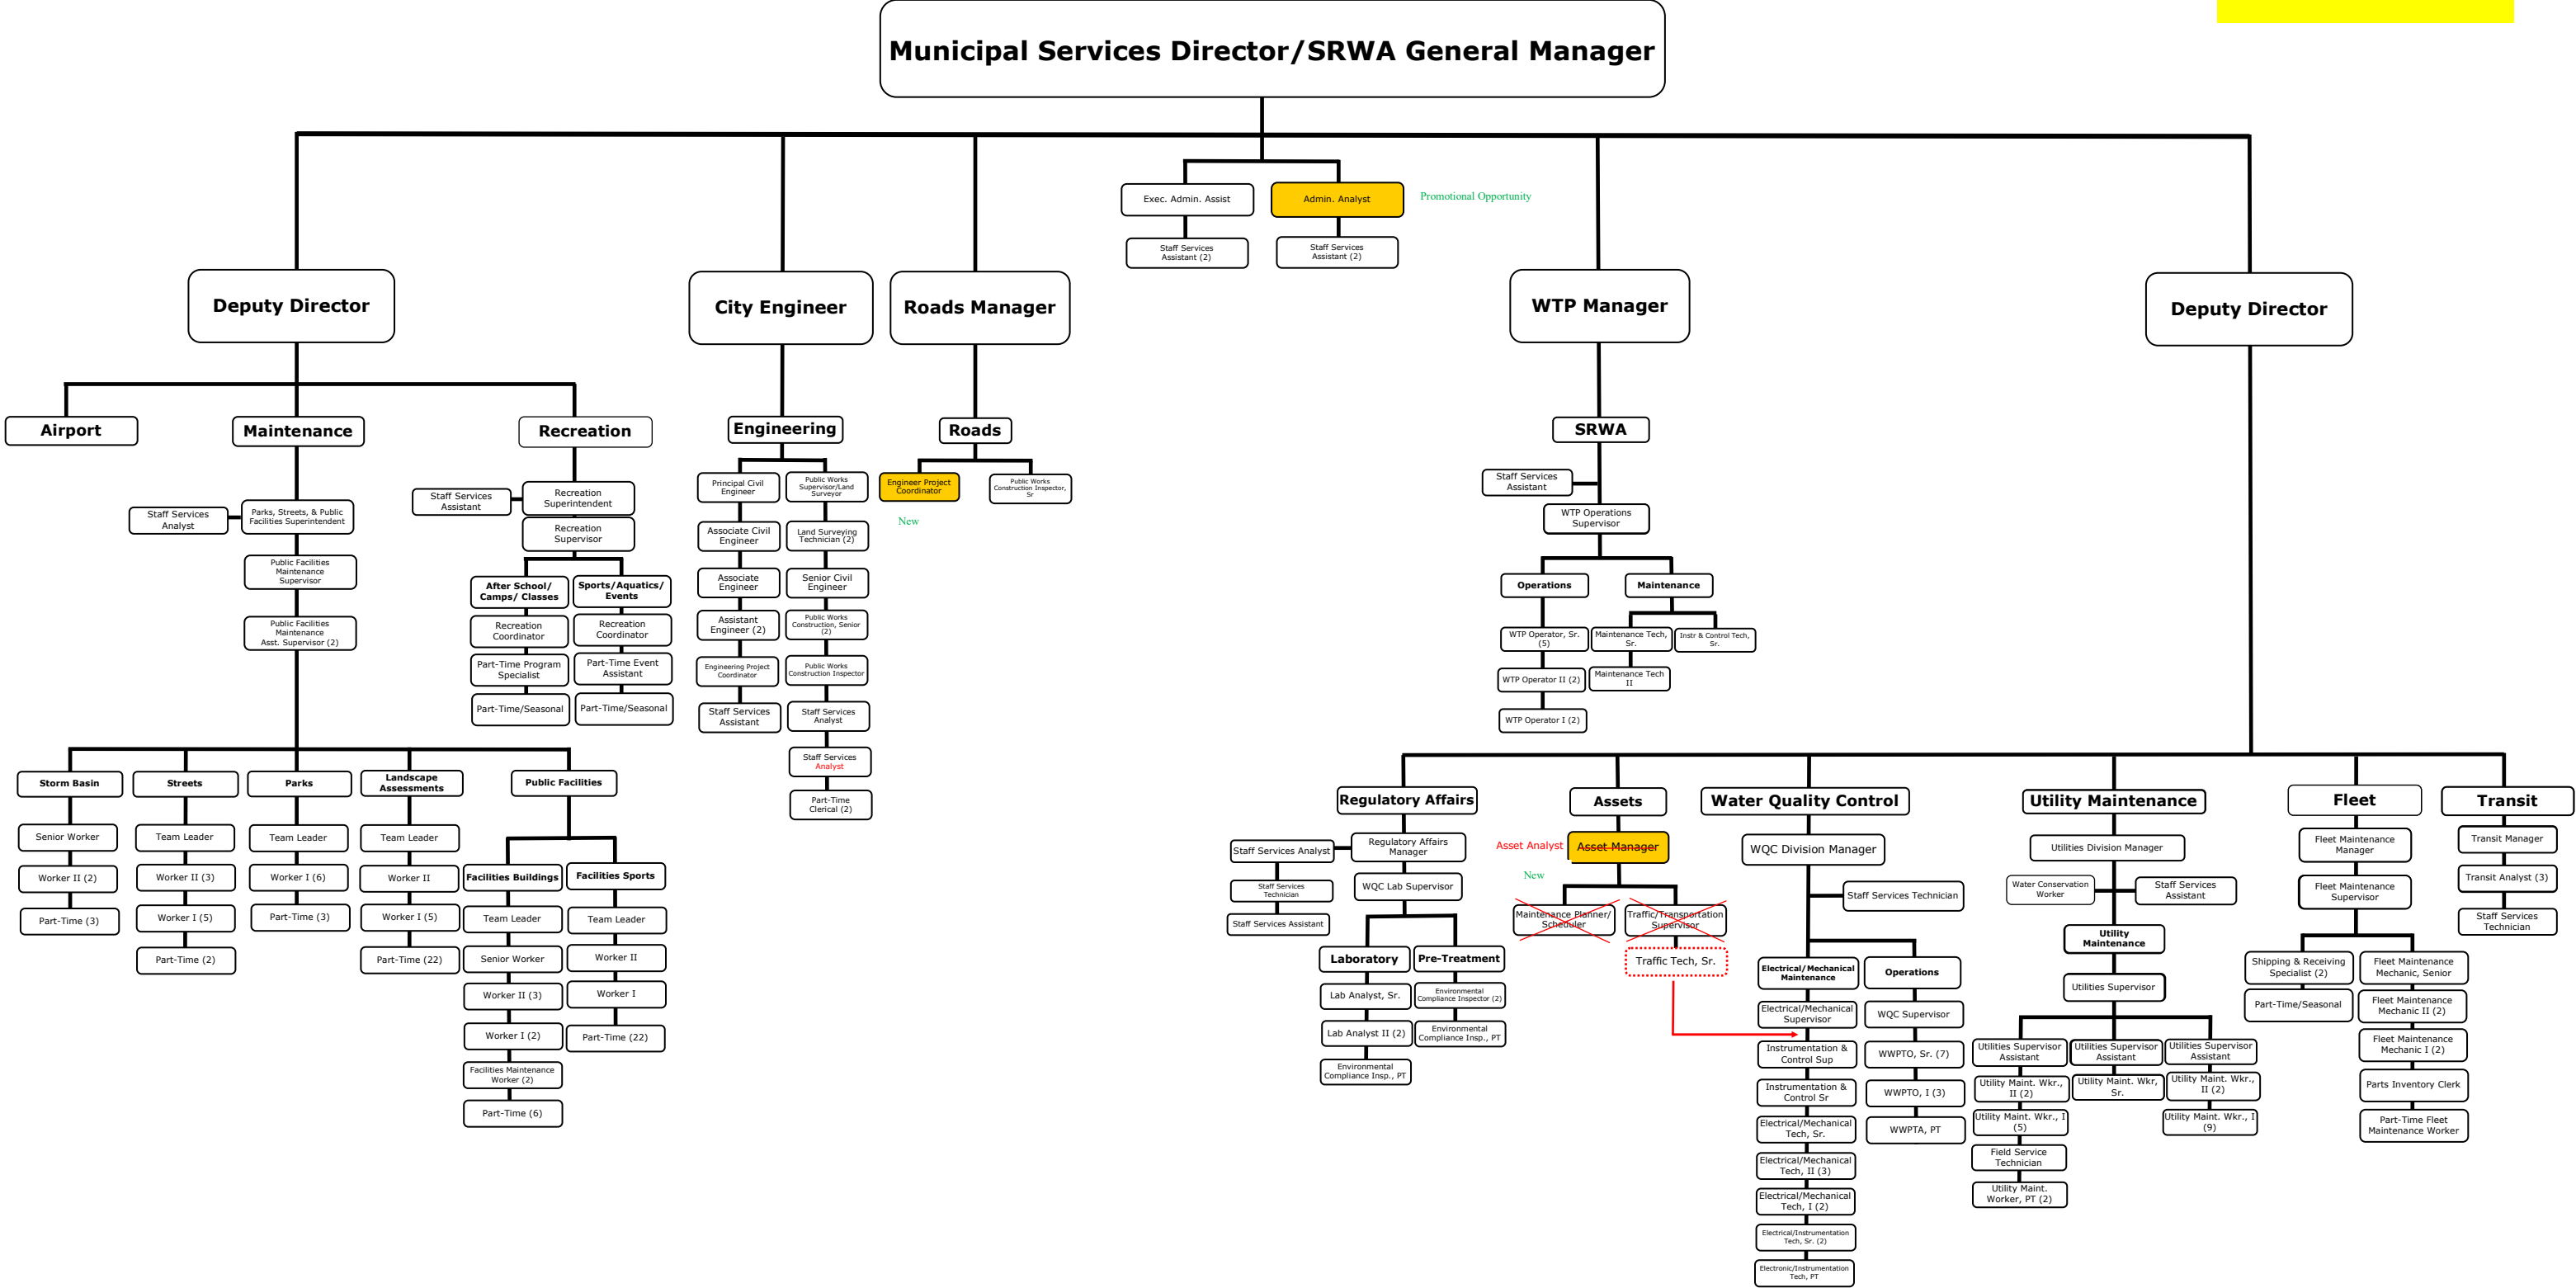 Municipal Services Director/SRWA General Manager
Exec. Admin. Assist
Admin. Analyst
Promotional Opportunity
Staff Services
Assistant (2)
Staff Services
Assistant (2)
Deputy Director
City Engineer
Roads Manager
WTP Manager
Deputy Director
Airport
Maintenance
Recreation
Engineering
Roads
SRWA
Staff Services
Analyst
Parks, Streets, & Public
Facilities Superintendent
Public Facilities
Maintenance
Supervisor
Public Facilities
Maintenance
Asst. Supervisor (2)
Staff Services
Assistant
Recreation
Superintendent
Recreation
Supervisor
After School/
Camps/ Classes
Recreation
Coordinator
Part-Time Program
Specialist
Part-Time/Seasonal
Sports/Aquatics/
Events
Recreation
Coordinator
Part-Time Event
Assistant
Part-Time/Seasonal
Principal Civil
Engineer
Associate Civil
Engineer
Associate
Engineer
Assistant
Engineer (2)
Engineering Project
Coordinator
Staff Services
Assistant
Public Works
Supervisor/Land
Surveyor
Land Surveying
Technician (2)
Senior Civil
Engineer
Public Works
Construction, Senior
(2)
Public Works
Construction Inspector
Staff Services
Analyst
Staff Services
Analyst
Part-Time
Clerical (2)
Engineer Project
Coordinator
New
Public Works
Construction Inspector,
Sr
Staff Services
Assistant
WTP Operations
Supervisor
Operations
WTP Operator, Sr.
(5)
WTP Operator II (2)
WTP Operator I (2)
Maintenance
Maintenance Tech,
Sr.
Maintenance Tech
II
Instr & Control Tech,
Sr.
Storm Basin
Senior Worker
Worker II (2)
Part-Time (3)
Streets
Team Leader
Worker II (3)
Worker I (5)
Part-Time (2)
Parks
Team Leader
Worker I (6)
Part-Time (3)
Landscape
Assessments
Team Leader
Worker II
Worker I (5)
Part-Time (22)
Public Facilities
Facilities Buildings
Team Leader
Senior Worker
Worker II (3)
Worker I (2)
Facilities Maintenance
Worker (2)
Part-Time (6)
Facilities Sports
Team Leader
Worker II
Worker I
Part-Time (22)
Regulatory Affairs
Regulatory Affairs
Manager
Staff Services Analyst
Staff Services
Technician
Staff Services Assistant
WQC Lab Supervisor
Laboratory
Lab Analyst, Sr.
Lab Analyst II (2)
Environmental
Compliance Insp., PT
Pre-Treatment
Environmental
Compliance Inspector (2)
Environmental
Compliance Insp., PT
Assets
Asset Analyst
Asset Manager
New
Maintenance Planner/
Scheduler
Traffic/Transportation
Supervisor
Traffic Tech, Sr.
Water Quality Control
WQC Division Manager
Staff Services Technician
Electrical/Mechanical
Maintenance
Electrical/Mechanical
Supervisor
Instrumentation &
Control Sup
Instrumentation &
Control Sr
Electrical/Mechanical
Tech, Sr.
Electrical/Mechanical
Tech, II (3)
Electrical/Mechanical
Tech, I (2)
Electrical/Instrumentation
Tech, Sr. (2)
Electronic/Instrumentation
Tech, PT
Operations
WQC Supervisor
WWPTO, Sr. (7)
WWPTO, I (3)
WWPTA, PT
Utility Maintenance
Utilities Division Manager
Water Conservation
Worker
Staff Services
Assistant
Utility
Maintenance
Utilities Supervisor
Utilities Supervisor
Assistant
Utility Maint. Wkr.,
II (2)
Utility Maint. Wkr., I
(5)
Field Service
Technician
Utility Maint.
Worker, PT (2)
Utilities Supervisor
Assistant
Utility Maint. Wkr,
Sr.
Utilities Supervisor
Assistant
Utility Maint. Wkr.,
II (2)
Utility Maint. Wkr., I
(9)
Fleet
Fleet Maintenance
Manager
Fleet Maintenance
Supervisor
Shipping & Receiving
Specialist (2)
Part-Time/Seasonal
Fleet Maintenance
Mechanic, Senior
Fleet Maintenance
Mechanic II (2)
Fleet Maintenance
Mechanic I (2)
Parts Inventory Clerk
Part-Time Fleet
Maintenance Worker
Transit
Transit Manager
Transit Analyst (3)
Staff Services
Technician